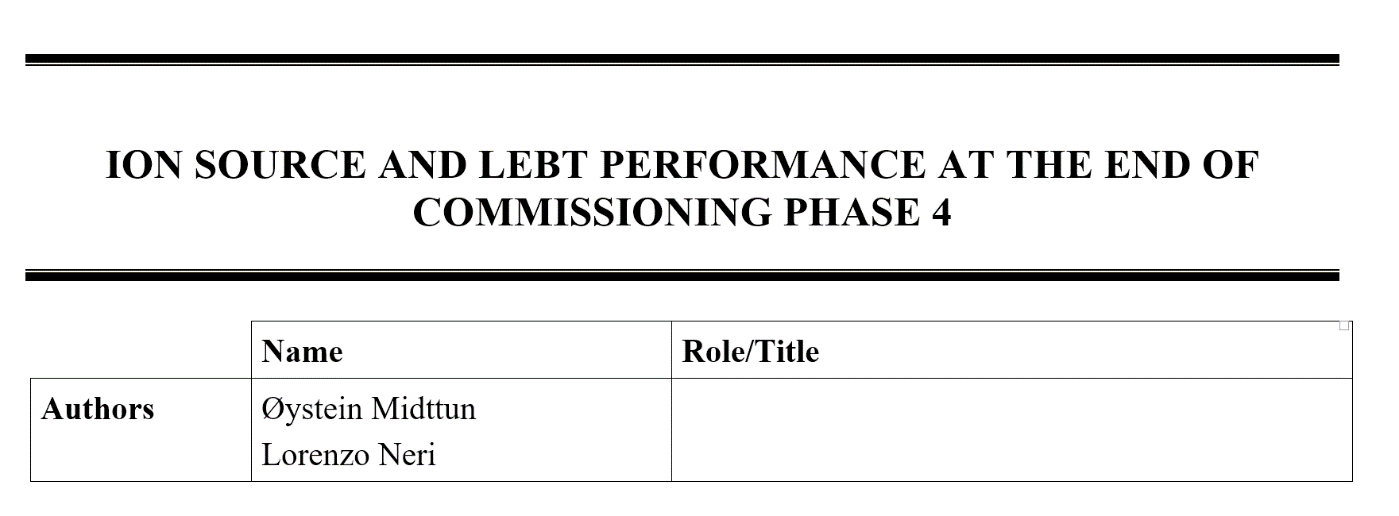 ION SOURCE AND LEBT PERFORMANCE AT THE END OF
COMMISSIONING PHASE 4
Name Role/Title
Authors Øystein Midttun
Lorenzo Neri